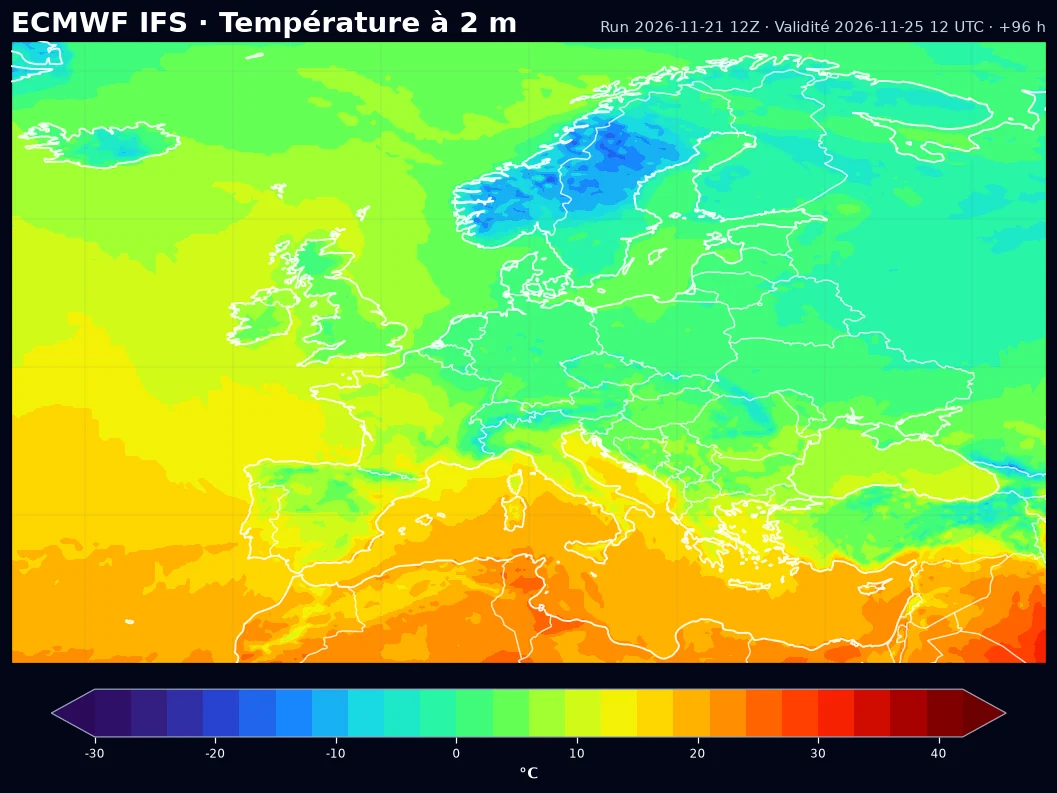 ECMWF IFS · Température à 2 m
Run 2026-11-21 12Z · Validité 2026-11-25 12 UTC · +96 h
-30 -20 -10 0 10 20 30 40
°C